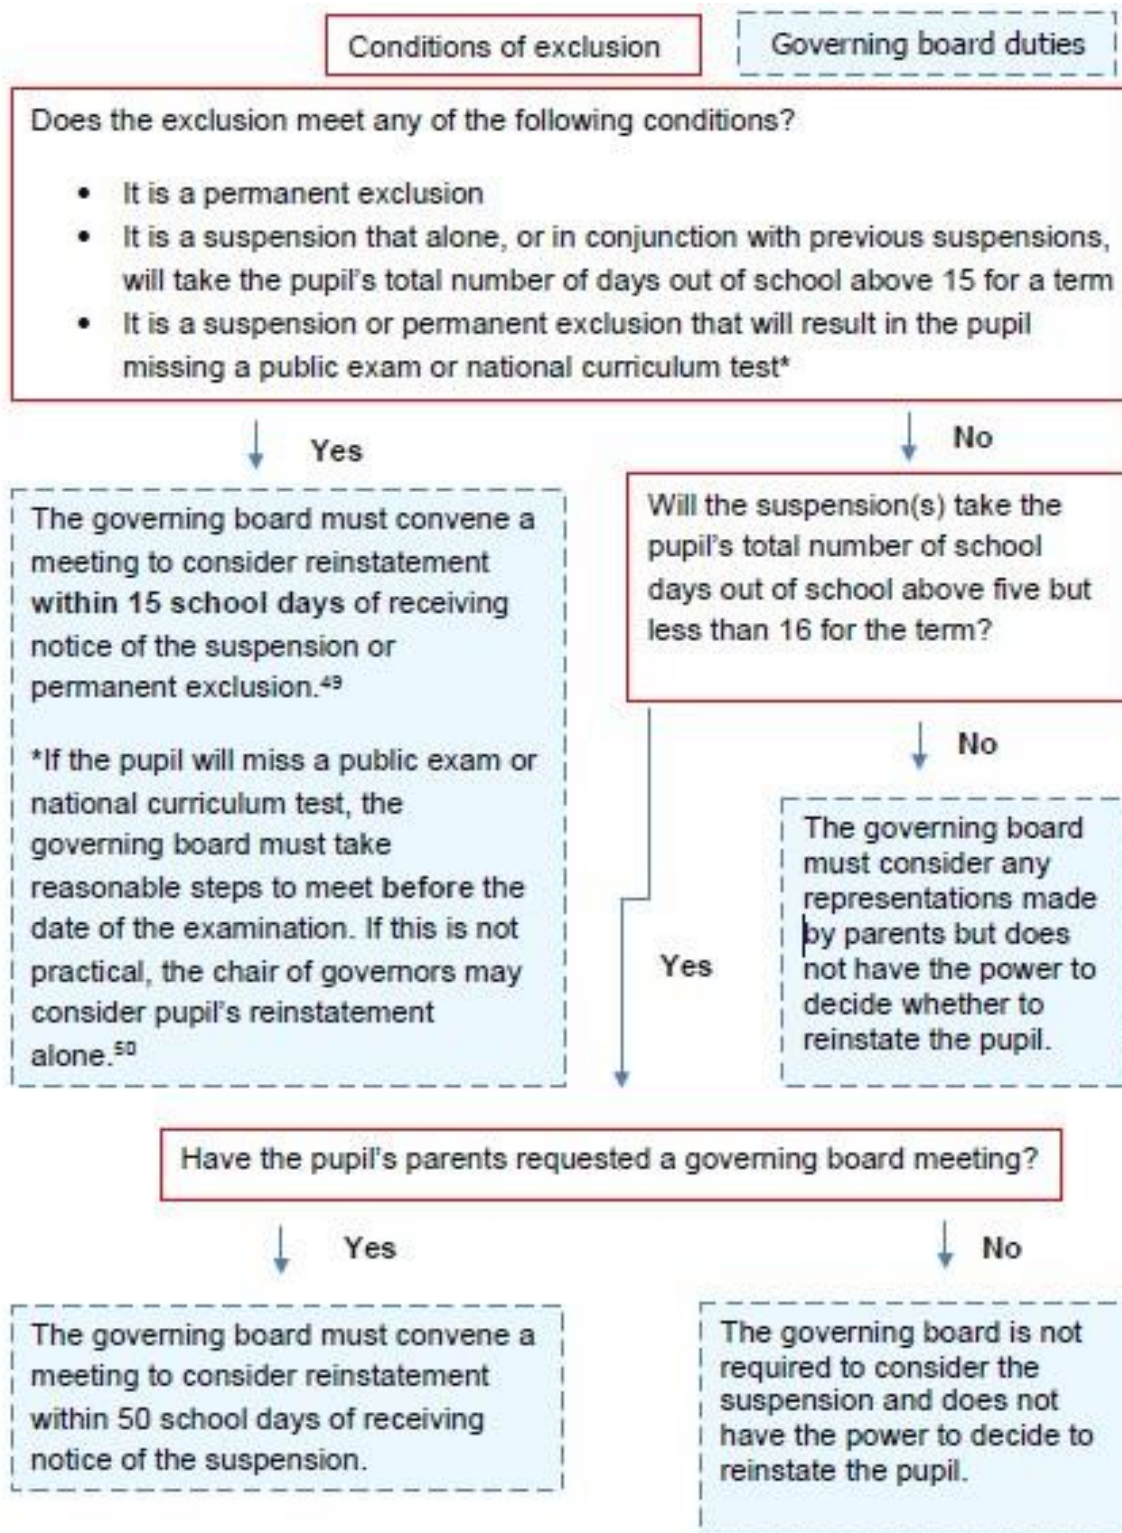 Conditions of exclusion
Governing board duties
Does the exclusion meet any of the following conditions?
• It is a permanent exclusion
• It is a suspension that alone, or in conjunction with previous suspensions,
will take the pupil's total number of days out of school above 15 for a term
• It is a suspension or permanent exclusion that will result in the pupil
missing a public exam or national curriculum test*
Yes
No
The governing board must convene a
meeting to consider reinstatement
within 15 school days of receiving
notice of the suspension or
permanent exclusion.⁴⁹
*If the pupil will miss a public exam or
national curriculum test, the
governing board must take
reasonable steps to meet before the
date of the examination. If this is not
practical, the chair of governors may
consider pupil's reinstatement
alone.⁵⁰
Will the suspension(s) take the
pupil's total number of school
days out of school above five but
less than 16 for the term?
No
Yes
The governing board
must consider any
representations made
by parents but does
not have the power to
decide whether to
reinstate the pupil.
Have the pupil's parents requested a governing board meeting?
Yes
No
The governing board must convene a
meeting to consider reinstatement
within 50 school days of receiving
notice of the suspension.
The governing board is not
required to consider the
suspension and does not
have the power to decide to
reinstate the pupil.